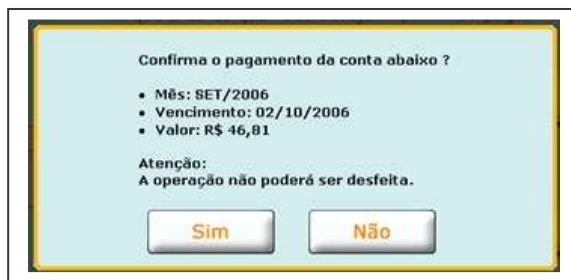 Confirma o pagamento da conta abaixo ?
• Mês: SET/2006
• Vencimento: 02/10/2006
• Valor: R$ 46,81
Atenção:
A operação não poderá ser desfeita.
Sim Não